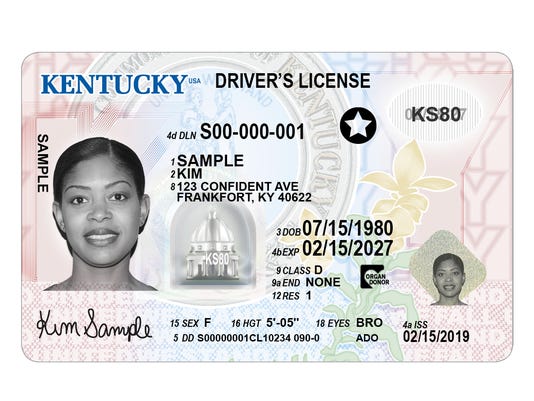 KENTUCKY USA DRIVER'S LICENSE
KS80
4d DLN S00-000-001
SAMPLE
1 SAMPLE
2 KIM
8 123 CONFIDENT AVE
FRANKFORT, KY 40622
KENTUCKY
KS80
3 DOB 07/15/1980
4b EXP 02/15/2027
9 CLASS D
9a END NONE
12 RES 1
ORGAN DONOR
Kim Sample
15 SEX F 16 HGT 5'-05" 18 EYES BRO 4a ISS
5 DD S00000001CL10234 090-0 ADO 02/15/2019